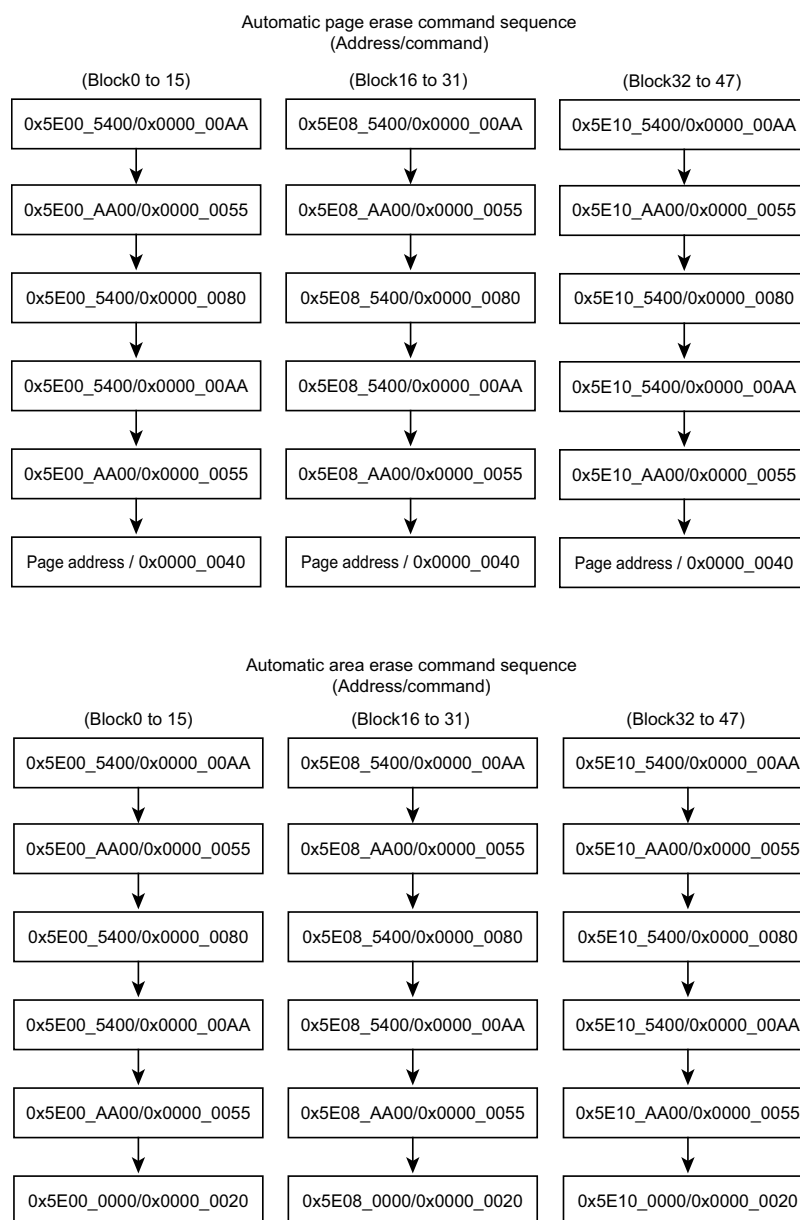 Automatic page erase command sequence
(Address/command)
(Block0 to 15)
0x5E00_5400/0x0000_00AA
0x5E00_AA00/0x0000_0055
0x5E00_5400/0x0000_0080
0x5E00_5400/0x0000_00AA
0x5E00_AA00/0x0000_0055
Page address / 0x0000_0040
(Block16 to 31)
0x5E08_5400/0x0000_00AA
0x5E08_AA00/0x0000_0055
0x5E08_5400/0x0000_0080
0x5E08_5400/0x0000_00AA
0x5E08_AA00/0x0000_0055
Page address / 0x0000_0040
(Block32 to 47)
0x5E10_5400/0x0000_00AA
0x5E10_AA00/0x0000_0055
0x5E10_5400/0x0000_0080
0x5E10_5400/0x0000_00AA
0x5E10_AA00/0x0000_0055
Page address / 0x0000_0040
Automatic area erase command sequence
(Address/command)
(Block0 to 15)
0x5E00_5400/0x0000_00AA
0x5E00_AA00/0x0000_0055
0x5E00_5400/0x0000_0080
0x5E00_5400/0x0000_00AA
0x5E00_AA00/0x0000_0055
0x5E00_0000/0x0000_0020
(Block16 to 31)
0x5E08_5400/0x0000_00AA
0x5E08_AA00/0x0000_0055
0x5E08_5400/0x0000_0080
0x5E08_5400/0x0000_00AA
0x5E08_AA00/0x0000_0055
0x5E08_0000/0x0000_0020
(Block32 to 47)
0x5E10_5400/0x0000_00AA
0x5E10_AA00/0x0000_0055
0x5E10_5400/0x0000_0080
0x5E10_5400/0x0000_00AA
0x5E10_AA00/0x0000_0055
0x5E10_0000/0x0000_0020